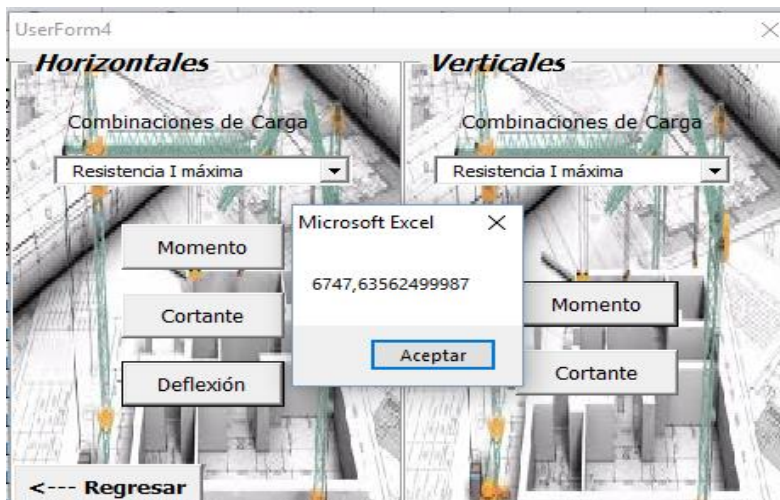 UserForm4
Horizontales
Combinaciones de Carga
Resistencia I máxima
Momento
Cortante
Deflexión
<--- Regresar
Verticales
Combinaciones de Carga
Resistencia I máxima
Momento
Cortante
Microsoft Excel
6747,63562499987
Aceptar